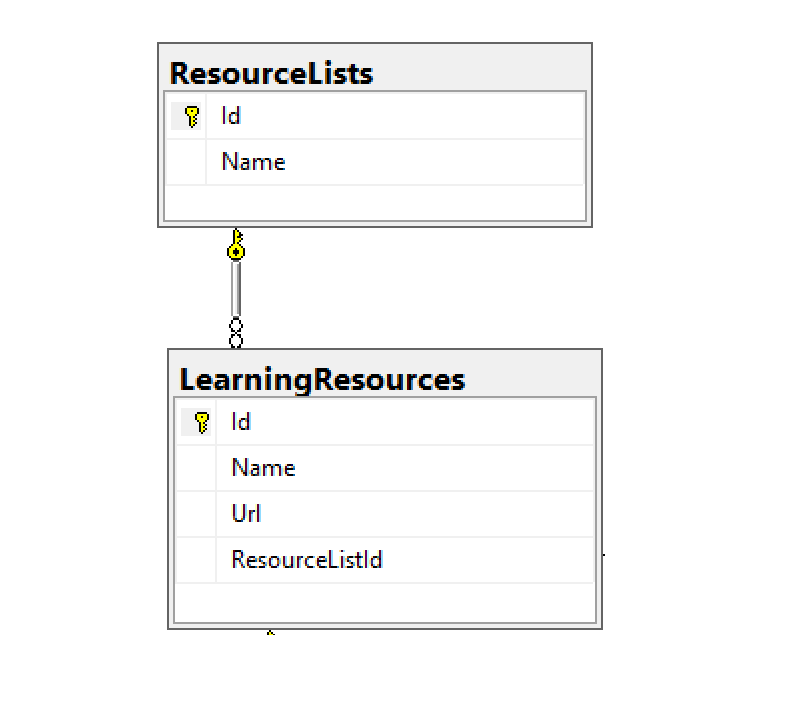 ResourceLists
Id
Name
LearningResources
Id
Name
Url
ResourceListId